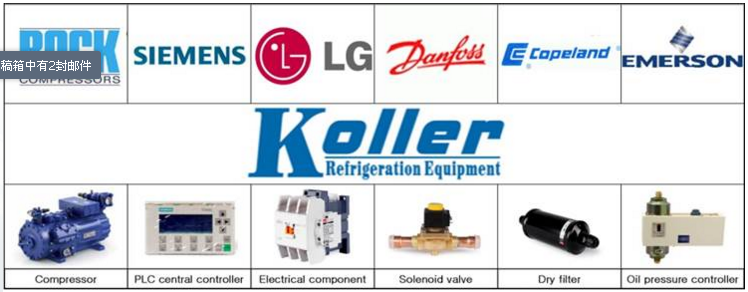 BOCK
COMPRESSORS
稿箱中有2封邮件
SIEMENS
LG
Danfoss
Copeland
EMERSON
Koller
Refrigeration Equipment
Compressor
PLC central controller
Electrical component
Solenoid valve
Dry filter
Oil pressure controller